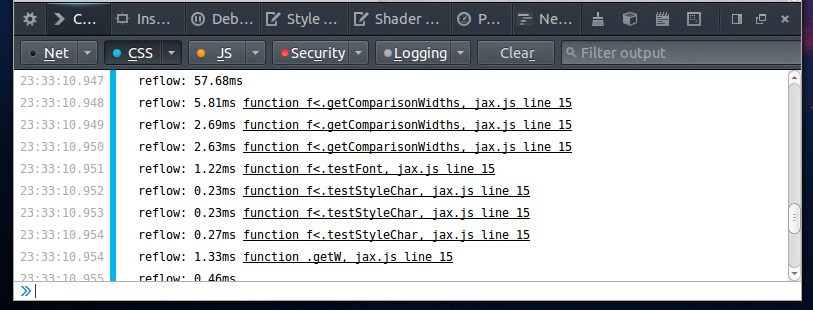 C... Ins... Deb... Style ... Shader ... P... Ne...
Net CSS JS Security Logging Clear Filter output
23:33:10.947 reflow: 57.68ms
23:33:10.948 reflow: 5.81ms function f<.getComparisonWidths, jax.js line 15
23:33:10.949 reflow: 2.69ms function f<.getComparisonWidths, jax.js line 15
23:33:10.950 reflow: 2.63ms function f<.getComparisonWidths, jax.js line 15
23:33:10.951 reflow: 1.22ms function f<.testFont, jax.js line 15
23:33:10.952 reflow: 0.23ms function f<.testStyleChar, jax.js line 15
23:33:10.953 reflow: 0.23ms function f<.testStyleChar, jax.js line 15
23:33:10.954 reflow: 0.27ms function f<.testStyleChar, jax.js line 15
23:33:10.954 reflow: 1.33ms function .getW, jax.js line 15
23:33:10.955 reflow: 0.46ms